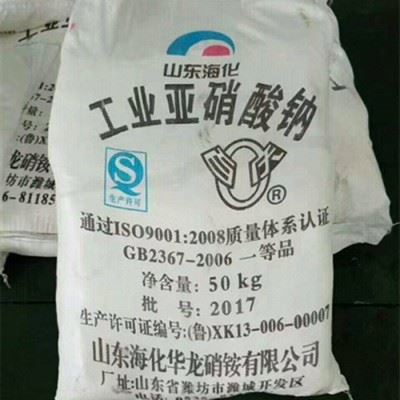 山东海化
工业亚硝酸钠
生产许可
®
通过ISO9001:2008质量体系认证
GB2367-2006 一等品
净含量: 50kg
批 号: 2017
生产许可证编号:(鲁)XK13-006-00007
山东海化华龙硝铵有限公司
厂址:山东省潍坊市潍城开发区